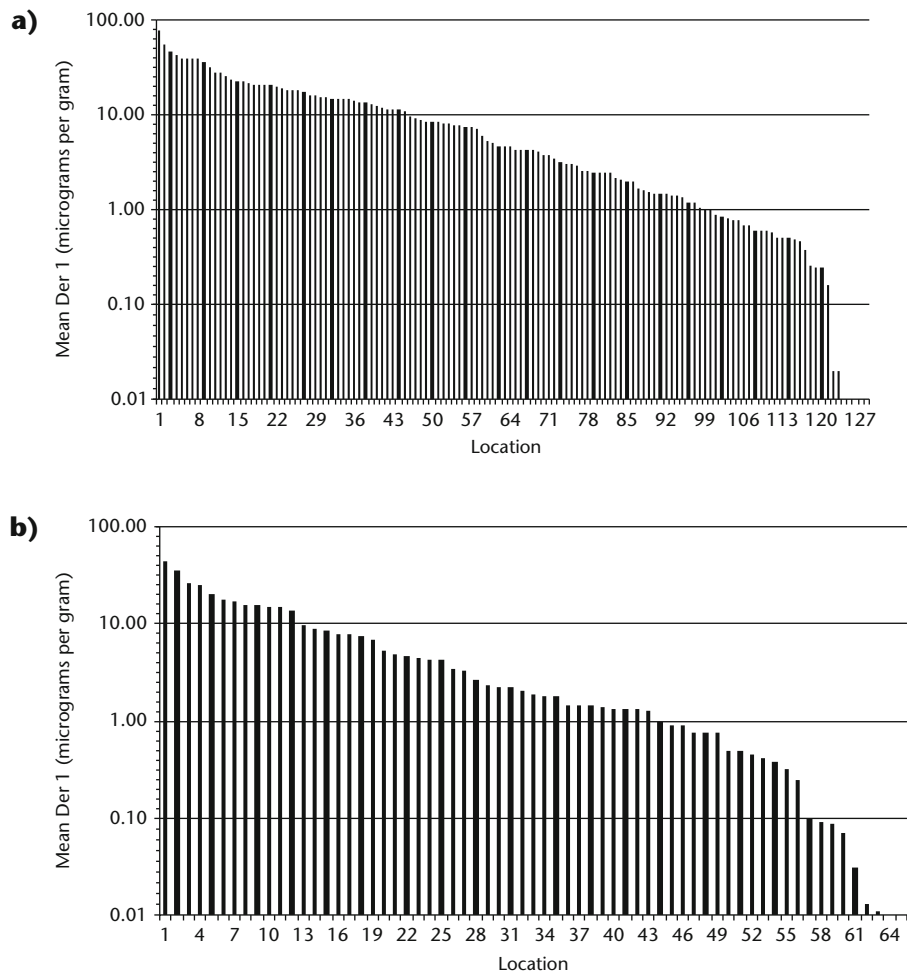 a)
Mean Der 1 (micrograms per gram)
100.00
10.00
1.00
0.10
0.01
1 8 15 22 29 36 43 50 57 64 71 78 85 92 99 106 113 120 127
Location
b)
Mean Der 1 (micrograms per gram)
100.00
10.00
1.00
0.10
0.01
1 4 7 10 13 16 19 22 25 28 31 34 37 40 43 46 49 52 55 58 61 64
Location